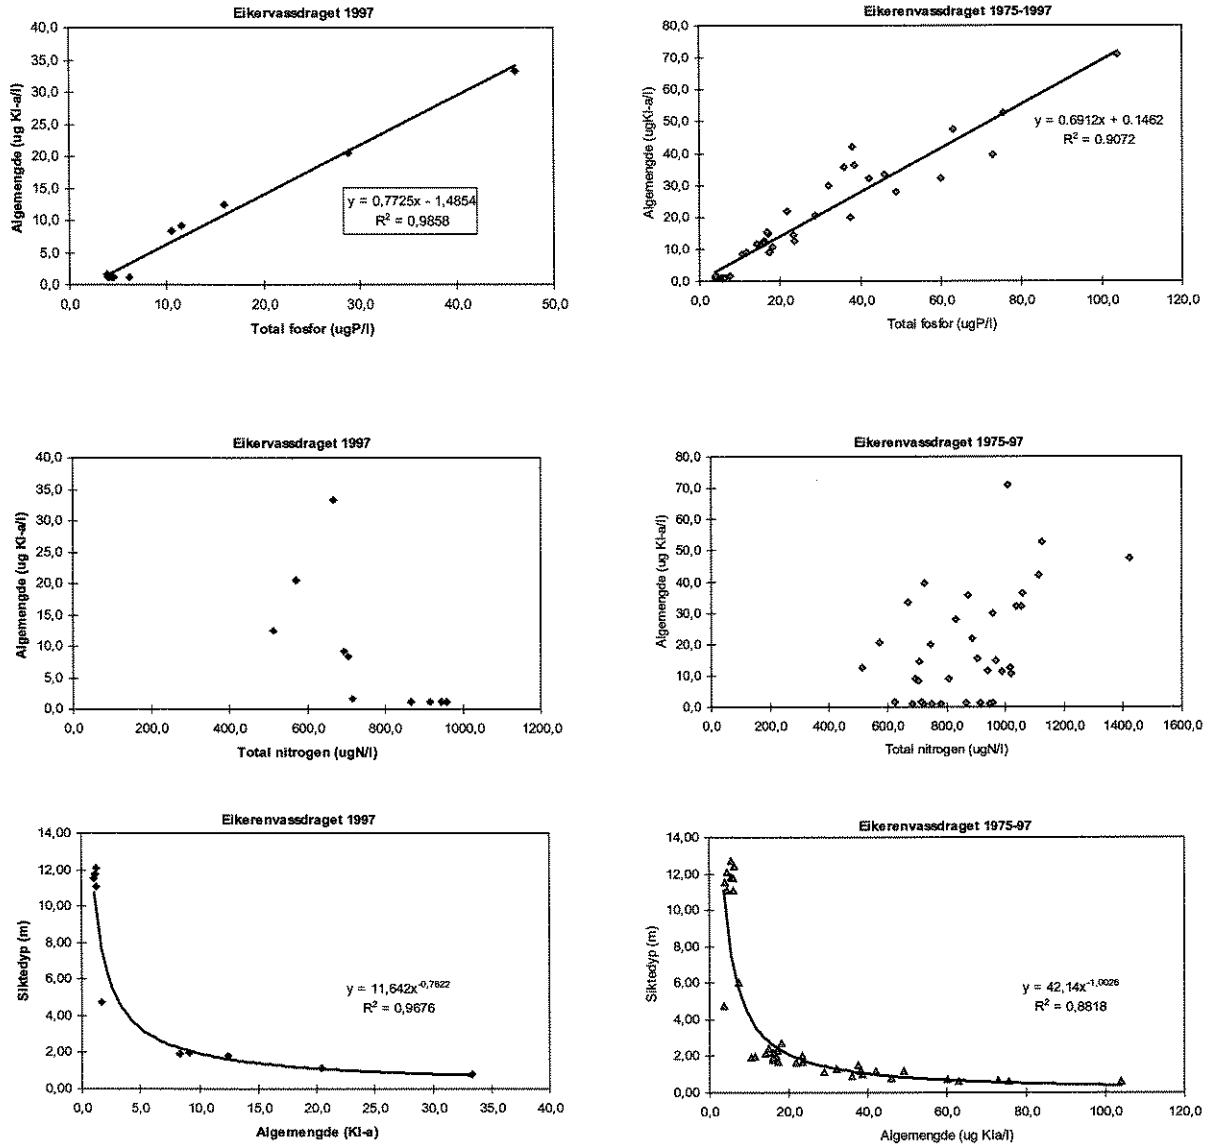 Eikervassdraget 1997
40,0
35,0
30,0
25,0
20,0
15,0
10,0
5,0
0,0
Algemengde (ug Kl-a/l)
y = 0,7725x - 1,4854
R² = 0,9858
0,0 10,0 20,0 30,0 40,0 50,0
Total fosfor (ugP/l)
Eikerenvassdraget 1975-1997
80,0
70,0
60,0
50,0
40,0
30,0
20,0
10,0
0,0
Algemengde (ugKl-a/l)
y = 0.6912x + 0.1462
R² = 0.9072
0,0 20,0 40,0 60,0 80,0 100,0 120,0
Total fosfor (ugP/l)
Eikervassdraget 1997
40,0
35,0
30,0
25,0
20,0
15,0
10,0
5,0
0,0
Algemengde (ug Kl-a/l)
0,0 200,0 400,0 600,0 800,0 1000,0 1200,0
Total nitrogen (ugN/l)
Eikerenvassdraget 1975-97
80,0
70,0
60,0
50,0
40,0
30,0
20,0
10,0
0,0
Algemengde (ug Kl-a/l)
0,0 200,0 400,0 600,0 800,0 1000,0 1200,0 1400,0 1600,0
Total nitrogen (ugN/l)
Eikerenvassdraget 1997
14,00
12,00
10,00
8,00
6,00
4,00
2,00
0,00
Siktedyp (m)
y = 11,642x^-0,7622
R² = 0,9676
0,0 5,0 10,0 15,0 20,0 25,0 30,0 35,0 40,0
Algemengde (Kl-a)
Eikerenvassdraget 1975-97
14,00
12,00
10,00
8,00
6,00
4,00
2,00
0,00
Siktedyp (m)
y = 42,14x^-1,0026
R² = 0,8818
0,0 20,0 40,0 60,0 80,0 100,0 120,0
Algemengde (ug Kla/l)